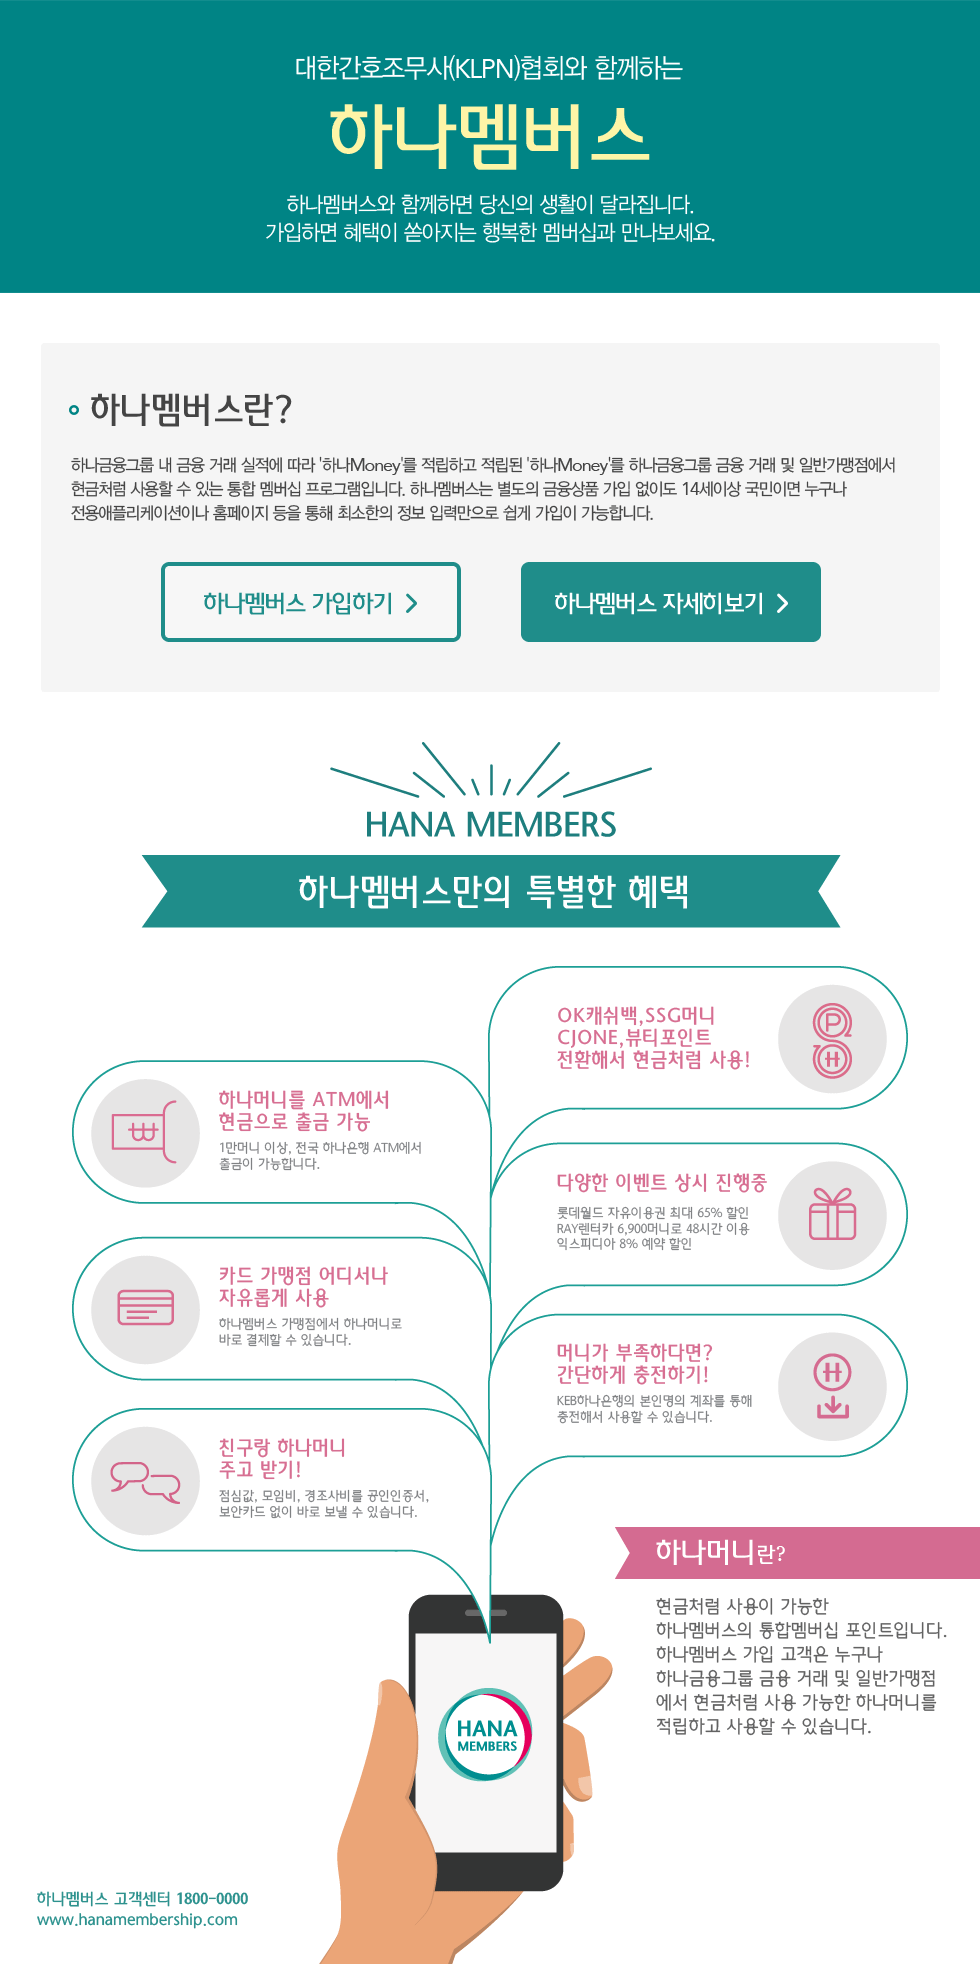 대한간호조무사(KLPN)협회와 함께하는
하나멤버스
하나멤버스와 함께하면 당신의 생활이 달라집니다.
가입하면 혜택이 쏟아지는 행복한 멤버십과 만나보세요.
하나멤버스란?
하나금융그룹 내 금융 거래 실적에 따라 '하나Money'를 적립하고 적립된 '하나Money'를 하나금융그룹 금융 거래 및 일반가맹점에서
현금처럼 사용할 수 있는 통합 멤버십 프로그램입니다. 하나멤버스는 별도의 금융상품 가입 없이도 14세이상 국민이면 누구나
전용애플리케이션이나 홈페이지 등을 통해 최소한의 정보 입력만으로 쉽게 가입이 가능합니다.
하나멤버스 가입하기 >
하나멤버스 자세히보기 >
HANA MEMBERS
하나멤버스만의 특별한 혜택
OK캐쉬백,SSG머니
CJONE,뷰티포인트
전환해서 현금처럼 사용!
하나머니를 ATM에서
현금으로 출금 가능
1만머니 이상, 전국 하나은행 ATM에서
출금이 가능합니다.
다양한 이벤트 상시 진행중
롯데월드 자유이용권 최대 65% 할인
RAY렌터카 6,900머니로 48시간 이용
익스피디아 8% 예약 할인
카드 가맹점 어디서나
자유롭게 사용
하나멤버스 가맹점에서 하나머니로
바로 결제할 수 있습니다.
머니가 부족하다면?
간단하게 충전하기!
KEB하나은행의 본인명의 계좌를 통해
충전해서 사용할 수 있습니다.
친구랑 하나머니
주고 받기!
점심값, 모임비, 경조사비를 공인인증서,
보안카드 없이 바로 보낼 수 있습니다.
하나머니란?
현금처럼 사용이 가능한
하나멤버스의 통합멤버십 포인트입니다.
하나멤버스 가입 고객은 누구나
하나금융그룹 금융 거래 및 일반가맹점
에서 현금처럼 사용 가능한 하나머니를
적립하고 사용할 수 있습니다.
HANA
MEMBERS
하나멤버스 고객센터 1800-0000
www.hanamembership.com